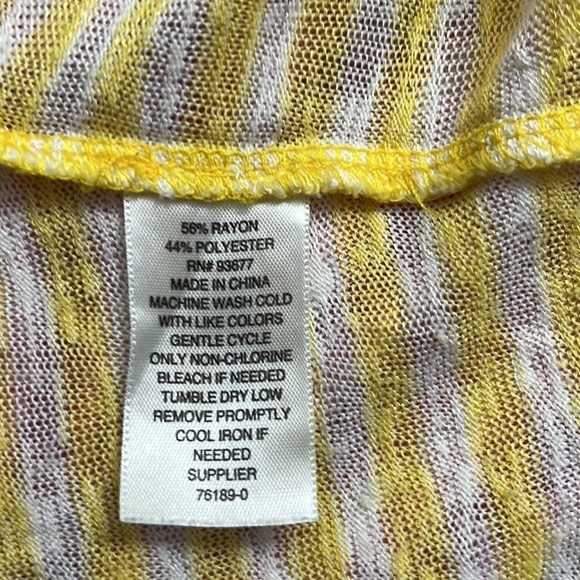 56% RAYON
44% POLYESTER
RN# 93677
MADE IN CHINA
MACHINE WASH COLD
WITH LIKE COLORS
GENTLE CYCLE
ONLY NON-CHLORINE
BLEACH IF NEEDED
TUMBLE DRY LOW
REMOVE PROMPTLY
COOL IRON IF
NEEDED
SUPPLIER
76189-0